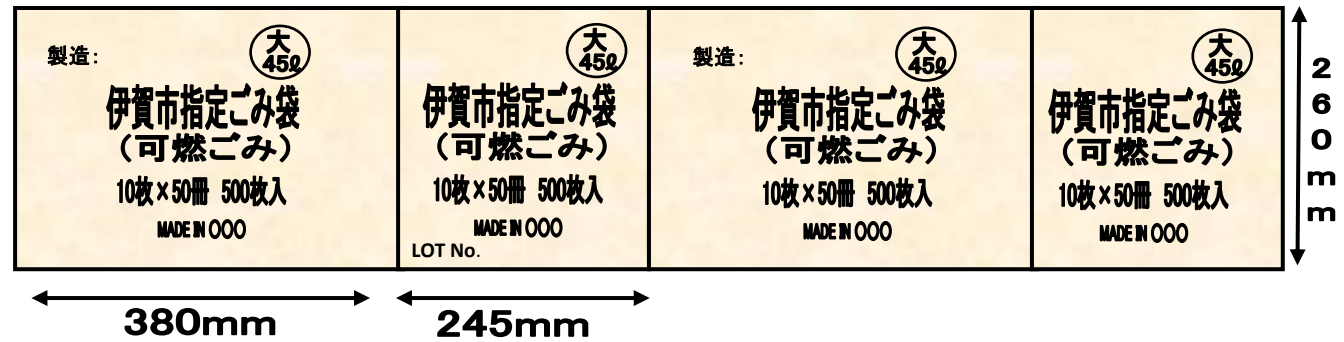 製造:
大
45ℓ
伊賀市指定ごみ袋
(可燃ごみ)
10枚×50冊 500枚入
MADE IN 〇〇〇
大
45ℓ
伊賀市指定ごみ袋
(可燃ごみ)
10枚×50冊 500枚入
MADE IN 〇〇〇
LOT No.
製造:
大
45ℓ
伊賀市指定ごみ袋
(可燃ごみ)
10枚×50冊 500枚入
MADE IN 〇〇〇
大
45ℓ
伊賀市指定ごみ袋
(可燃ごみ)
10枚×50冊 500枚入
MADE IN 〇〇〇
260mm
380mm
245mm